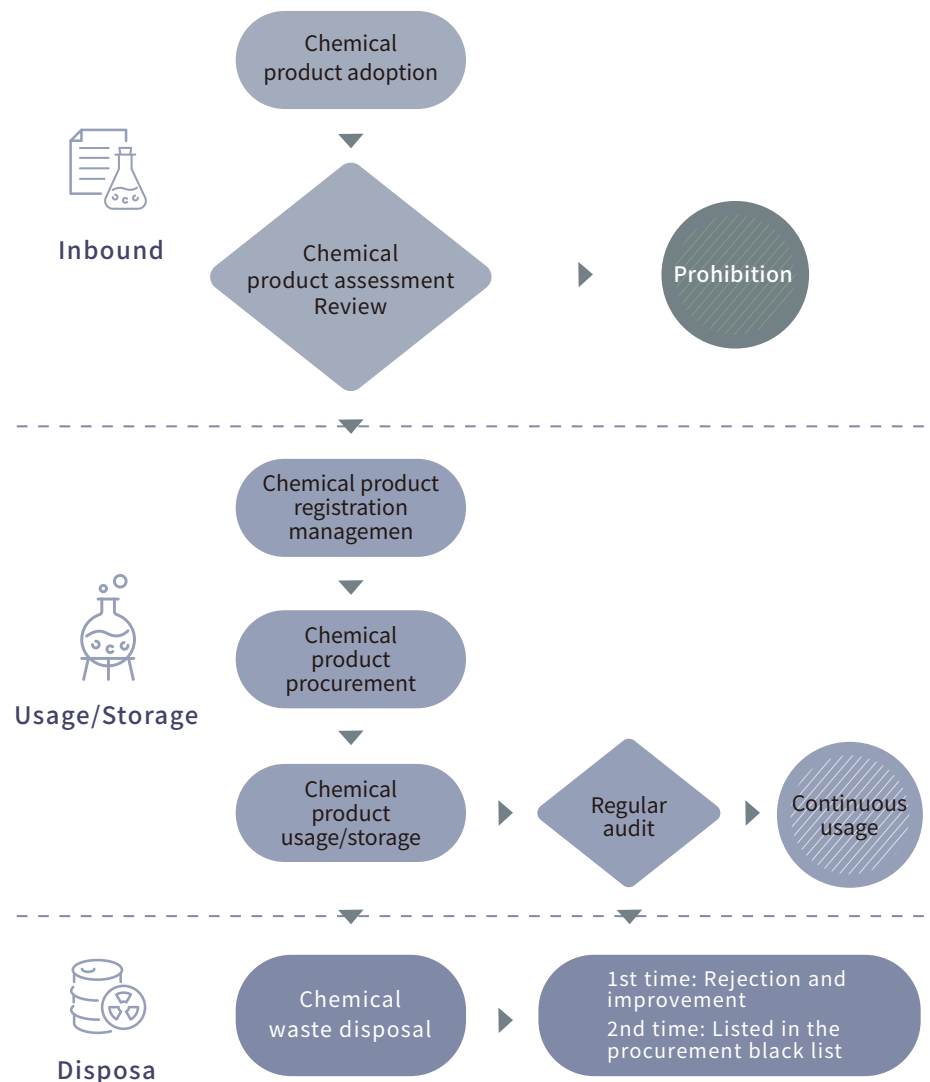 Chemical
product adoption
Inbound
Chemical
product assessment
Review
Prohibition
Chemical product
registration
managemen
Chemical
product
procurement
Usage/Storage
Chemical
product
usage/storage
Regular
audit
Continuous
usage
Chemical
waste disposal
1st time: Rejection and
improvement
2nd time: Listed in the
procurement black list
Disposa